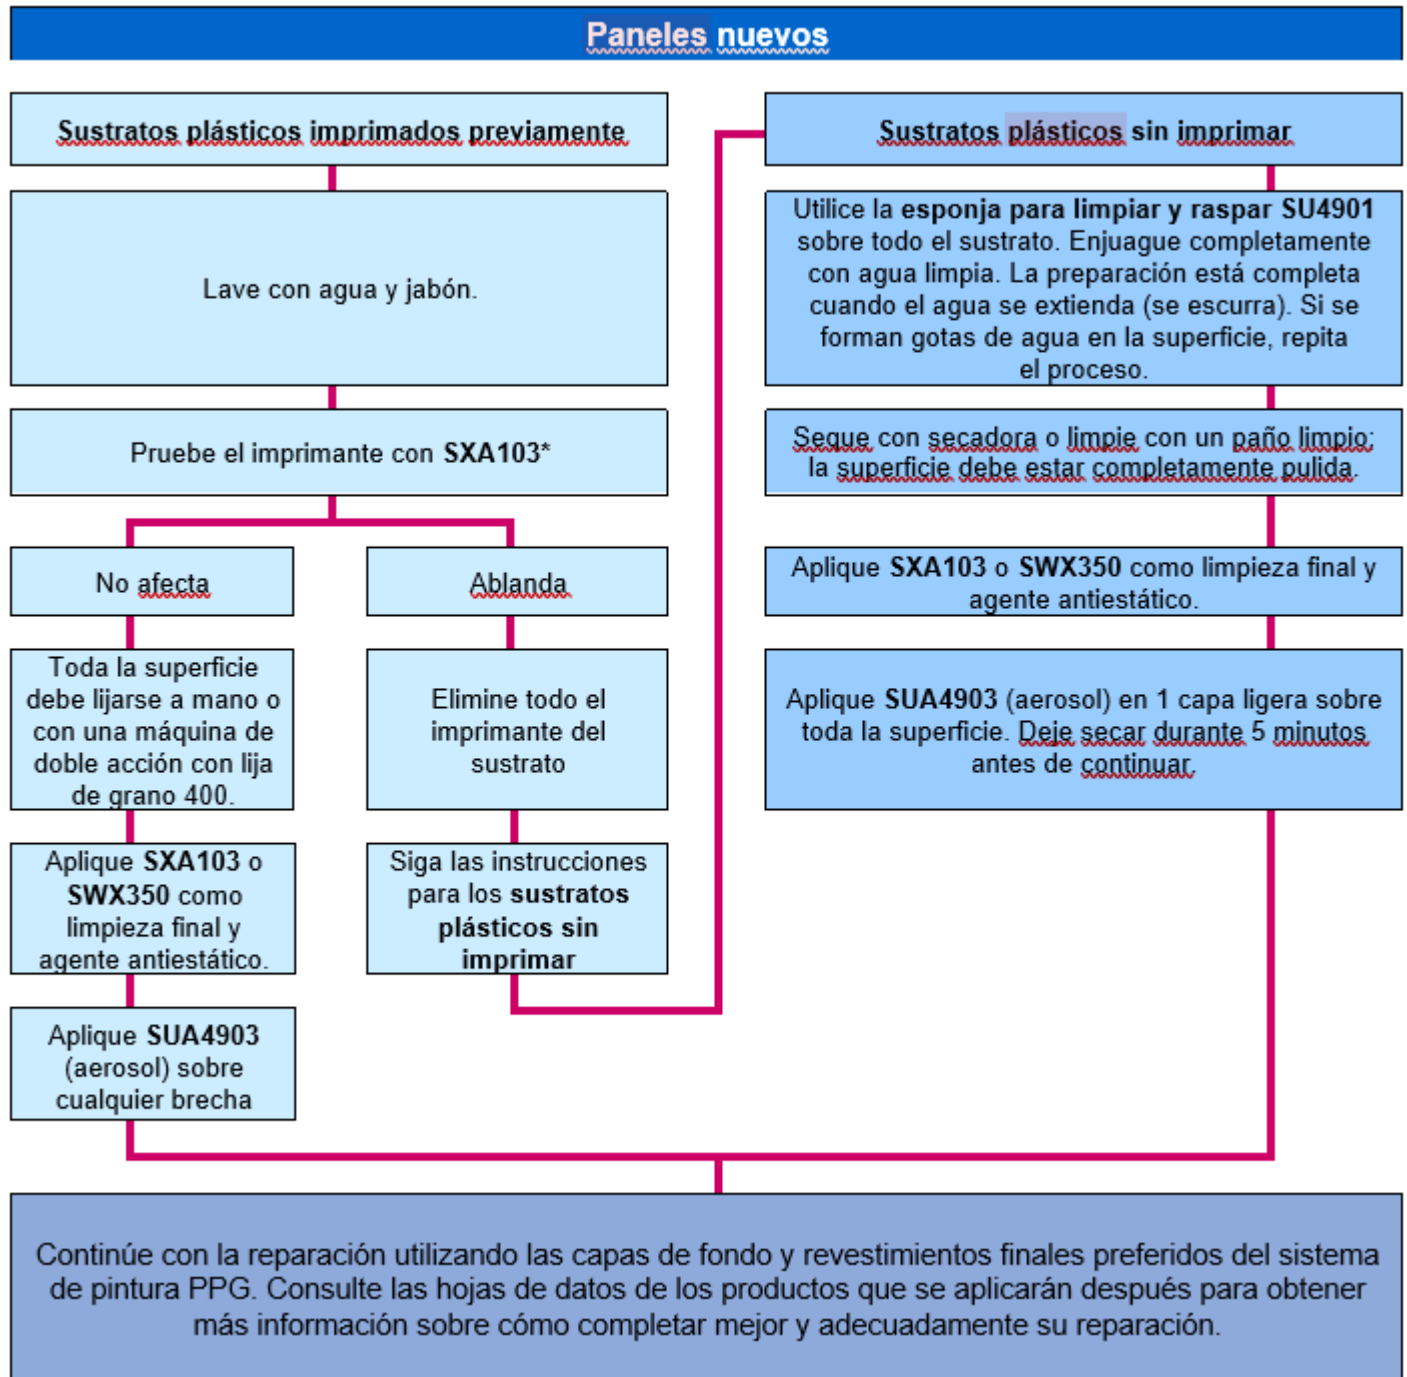 Paneles nuevos
Sustratos plásticos imprimados previamente
Lave con agua y jabón.
Pruebe el imprimante con SXA103*
No afecta
Toda la superficie
debe lijarse a mano o
con una máquina de
doble acción con lija
de grano 400.
Aplique SXA103 o
SWX350 como
limpieza final y
agente antiestático.
Aplique SUA4903
(aerosol) sobre
cualquier brecha
Ablanda
Elimine todo el
imprimante del
sustrato
Siga las instrucciones
para los sustratos
plásticos sin
imprimar
Sustratos plásticos sin imprimar
Utilice la esponja para limpiar y raspar SU4901
sobre todo el sustrato. Enjuague completamente
con agua limpia. La preparación está completa
cuando el agua se extienda (se escurra). Si se
forman gotas de agua en la superficie, repita
el proceso.
Seque con secadora o limpie con un paño limpio;
la superficie debe estar completamente pulida.
Aplique SXA103 o SWX350 como limpieza final y
agente antiestático.
Aplique SUA4903 (aerosol) en 1 capa ligera sobre
toda la superficie. Deje secar durante 5 minutos
antes de continuar.
Continúe con la reparación utilizando las capas de fondo y revestimientos finales preferidos del sistema
de pintura PPG. Consulte las hojas de datos de los productos que se aplicarán después para obtener
más información sobre cómo completar mejor y adecuadamente su reparación.